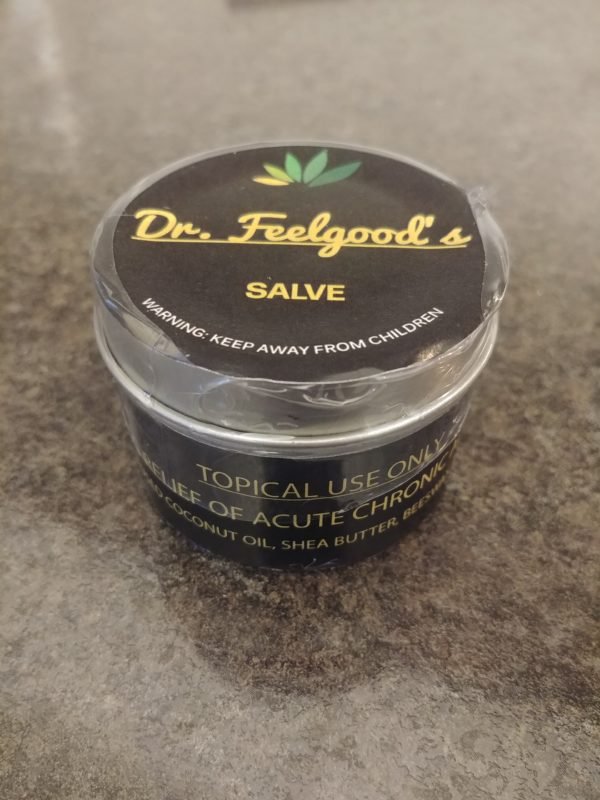 Dr. Feelgood's
SALVE
WARNING: KEEP AWAY FROM CHILDREN
TOPICAL USE ONLY
RELIEF OF ACUTE CHRONIC
COCONUT OIL, SHEA BUTTER,